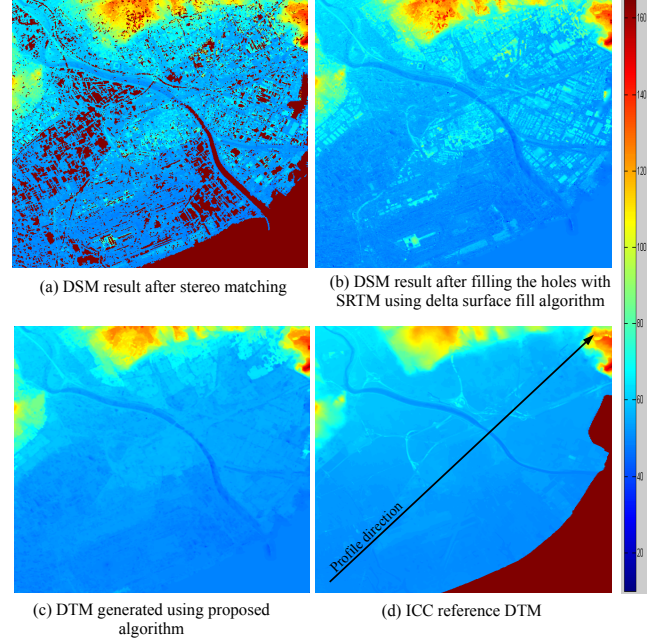 (a) DSM result after stereo matching
(b) DSM result after filling the holes with
SRTM using delta surface fill algorithm
Profile direction
(c) DTM generated using proposed
algorithm
(d) ICC reference DTM
160
140
120
100
80
60
40
20